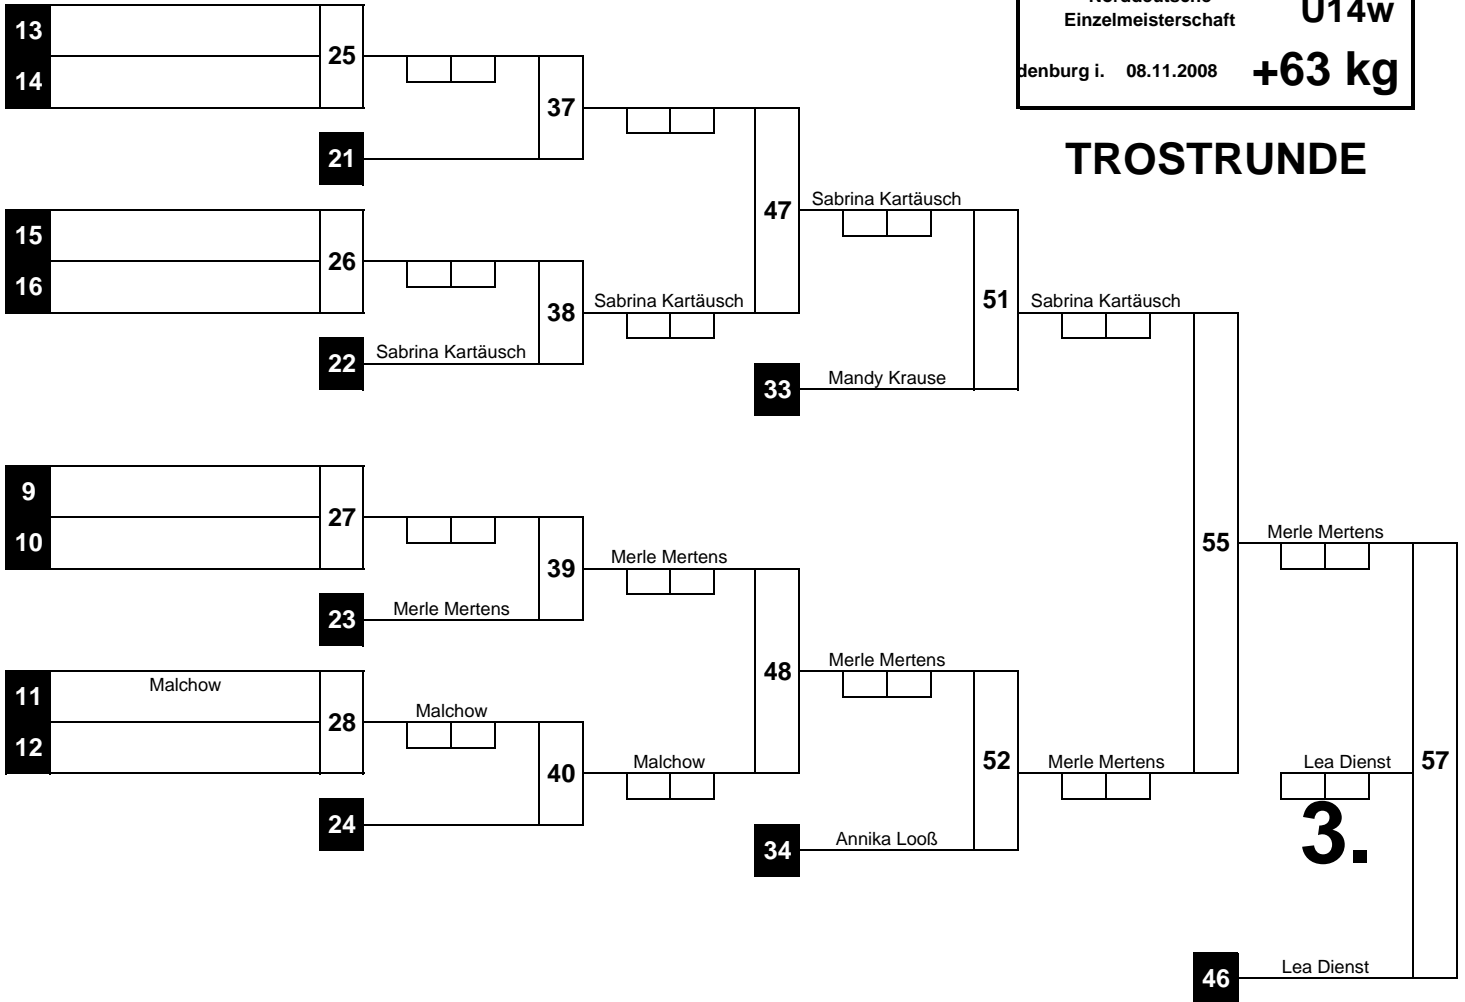 Norddeutsche
Einzelmeisterschaft
U14w
denburg i. 08.11.2008 +63 kg
TROSTRUNDE
13
14
25
37
21
47
Sabrina Kartäusch
15
16
26
38
Sabrina Kartäusch
22
Sabrina Kartäusch
51
Sabrina Kartäusch
33
Mandy Krause
9
10
27
39
Merle Mertens
23
Merle Mertens
55
Merle Mertens
48
Merle Mertens
11
Malchow
12
28
Malchow
40
Malchow
24
52
Merle Mertens
34
Annika Looß
Lea Dienst
57
3.
46
Lea Dienst